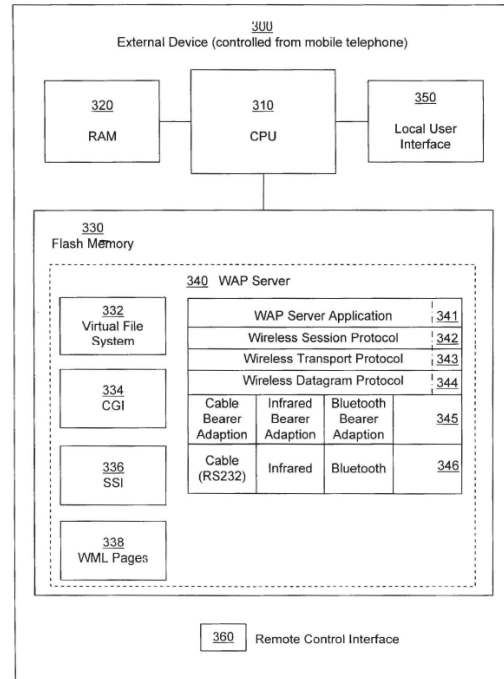 300
External Device (controlled from mobile telephone)
320
RAM
310
CPU
350
Local User
Interface
330
Flash Memory
340 WAP Server
332
Virtual File
System
334
CGI
336
SSI
338
WML Pages
WAP Server Application 341
Wireless Session Protocol 342
Wireless Transport Protocol 343
Wireless Datagram Protocol 344
Cable
Bearer
Adaption
Infrared
Bearer
Adaption
Bluetooth
Bearer
Adaption
345
Cable
(RS232)
Infrared
Bluetooth
346
360 Remote Control Interface